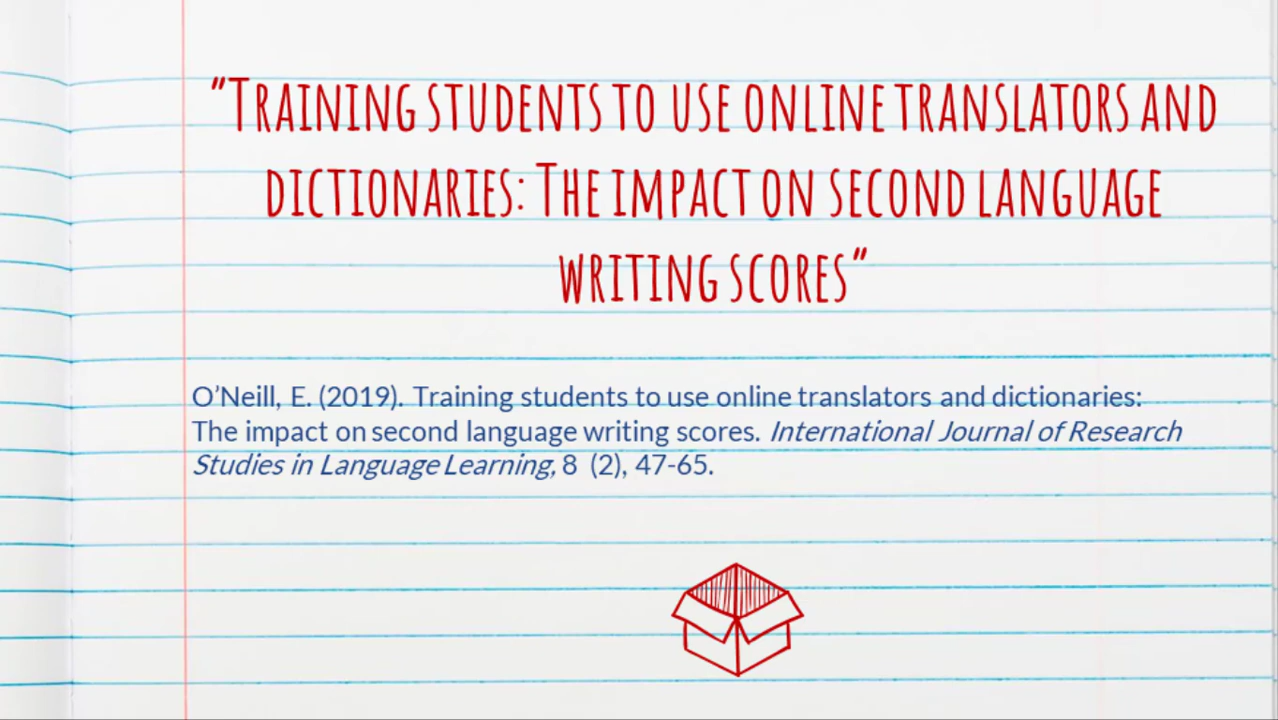 "Training students to use online translators and
dictionaries: The impact on second language
writing scores"
O'Neill, E. (2019). Training students to use online translators and dictionaries:
The impact on second language writing scores. International Journal of Research
Studies in Language Learning, 8 (2), 47-65.